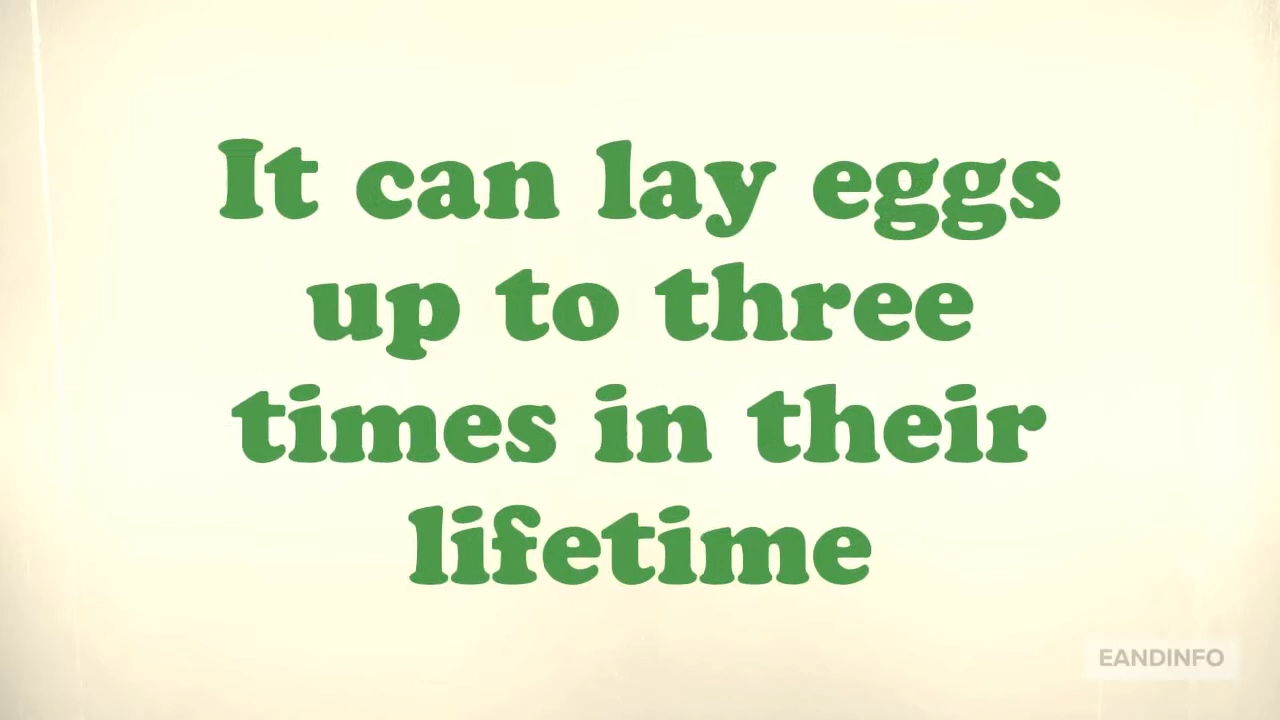 It can lay eggs
up to three
times in their
lifetime
EANDINFO